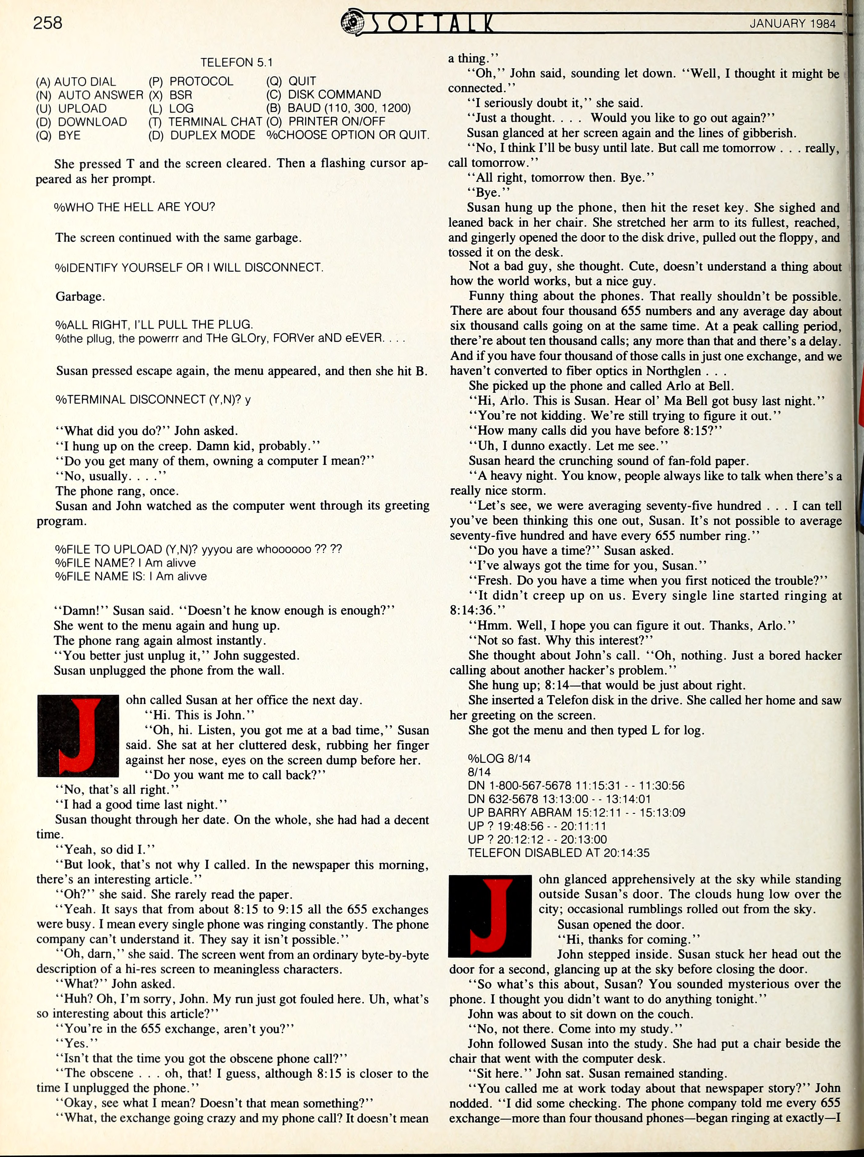 258
SOFTALK
JANUARY 1984
TELEFON 5.1
(A) AUTO DIAL (P) PROTOCOL (Q) QUIT
(N) AUTO ANSWER (X) BSR (C) DISK COMMAND
(U) UPLOAD (L) LOG (B) BAUD (110, 300, 1200)
(D) DOWNLOAD (T) TERMINAL CHAT (O) PRINTER ON/OFF
(Q) BYE (D) DUPLEX MODE %CHOOSE OPTION OR QUIT.
She pressed T and the screen cleared. Then a flashing cursor ap-
peared as her prompt.
%WHO THE HELL ARE YOU?
The screen continued with the same garbage.
%IDENTIFY YOURSELF OR I WILL DISCONNECT.
Garbage.
%ALL RIGHT, I'LL PULL THE PLUG.
%the pllug, the powerrr and THe GLOry, FORVer aND eEVER. . . .
Susan pressed escape again, the menu appeared, and then she hit B.
%TERMINAL DISCONNECT (Y,N)? y
“What did you do?” John asked.
“I hung up on the creep. Damn kid, probably.”
“Do you get many of them, owning a computer I mean?”
“No, usually. . . .”
The phone rang, once.
Susan and John watched as the computer went through its greeting
program.
%FILE TO UPLOAD (Y,N)? yyyou are whoooooo ?? ??
%FILE NAME? I Am alivve
%FILE NAME IS: I Am alivve
“Damn!” Susan said. “Doesn't he know enough is enough?”
She went to the menu again and hung up.
The phone rang again almost instantly.
“You better just unplug it,” John suggested.
Susan unplugged the phone from the wall.
John called Susan at her office the next day.
“Hi. This is John.”
“Oh, hi. Listen, you got me at a bad time,” Susan
said. She sat at her cluttered desk, rubbing her finger
against her nose, eyes on the screen dump before her.
“Do you want me to call back?”
“No, that's all right.”
“I had a good time last night.”
Susan thought through her date. On the whole, she had had a decent
time.
“Yeah, so did I.”
“But look, that's not why I called. In the newspaper this morning,
there's an interesting article.”
“Oh?” she said. She rarely read the paper.
“Yeah. It says that from about 8:15 to 9:15 all the 655 exchanges
were busy. I mean every single phone was ringing constantly. The phone
company can't understand it. They say it isn't possible.”
“Oh, darn,” she said. The screen went from an ordinary byte-by-byte
description of a hi-res screen to meaningless characters.
“What?” John asked.
“Huh? Oh, I'm sorry, John. My run just got fouled here. Uh, what's
so interesting about this article?”
“You're in the 655 exchange, aren't you?”
“Yes.”
“Isn't that the time you got the obscene phone call?”
“The obscene . . . oh, that! I guess, although 8:15 is closer to the
time I unplugged the phone.”
“Okay, see what I mean? Doesn't that mean something?”
“What, the exchange going crazy and my phone call? It doesn't mean
a thing.”
“Oh,” John said, sounding let down. “Well, I thought it might be
connected.”
“I seriously doubt it,” she said.
“Just a thought. . . . Would you like to go out again?”
Susan glanced at her screen again and the lines of gibberish.
“No, I think I'll be busy until late. But call me tomorrow . . . really,
call tomorrow.”
“All right, tomorrow then. Bye.”
“Bye.”
Susan hung up the phone, then hit the reset key. She sighed and
leaned back in her chair. She stretched her arm to its fullest, reached,
and gingerly opened the door to the disk drive, pulled out the floppy, and
tossed it on the desk.
Not a bad guy, she thought. Cute, doesn't understand a thing about
how the world works, but a nice guy.
Funny thing about the phones. That really shouldn't be possible.
There are about four thousand 655 numbers and any average day about
six thousand calls going on at the same time. At a peak calling period,
there're about ten thousand calls; any more than that and there's a delay.
And if you have four thousand of those calls in just one exchange, and we
haven't converted to fiber optics in Northglen . . .
She picked up the phone and called Arlo at Bell.
“Hi, Arlo. This is Susan. Hear ol' Ma Bell got busy last night.”
“You're not kidding. We're still trying to figure it out.”
“How many calls did you have before 8:15?”
“Uh, I dunno exactly. Let me see.”
Susan heard the crunching sound of fan-fold paper.
“A heavy night. You know, people always like to talk when there's a
really nice storm.
“Let's see, we were averaging seventy-five hundred . . . I can tell
you've been thinking this one out, Susan. It's not possible to average
seventy-five hundred and have every 655 number ring.”
“Do you have a time?” Susan asked.
“I've always got the time for you, Susan.”
“Fresh. Do you have a time when you first noticed the trouble?”
“It didn't creep up on us. Every single line started ringing at
8:14:36.”
“Hmm. Well, I hope you can figure it out. Thanks, Arlo.”
“Not so fast. Why this interest?”
She thought about John's call. “Oh, nothing. Just a bored hacker
calling about another hacker's problem.”
She hung up; 8:14—that would be just about right.
She inserted a Telefon disk in the drive. She called her home and saw
her greeting on the screen.
She got the menu and then typed L for log.
%LOG 8/14
8/14
DN 1-800-567-5678 11:15:31 - - 11:30:56
DN 632-5678 13:13:00 - - 13:14:01
UP BARRY ABRAM 15:12:11 - - 15:13:09
UP ? 19:48:56 - - 20:11:11
UP ? 20:12:12 - - 20:13:00
TELEFON DISABLED AT 20:14:35
John glanced apprehensively at the sky while standing
outside Susan's door. The clouds hung low over the
city; occasional rumblings rolled out from the sky.
Susan opened the door.
“Hi, thanks for coming.”
John stepped inside. Susan stuck her head out the
door for a second, glancing up at the sky before closing the door.
“So what's this about, Susan? You sounded mysterious over the
phone. I thought you didn't want to do anything tonight.”
John was about to sit down on the couch.
“No, not there. Come into my study.”
John followed Susan into the study. She had put a chair beside the
chair that went with the computer desk.
“Sit here.” John sat. Susan remained standing.
“You called me at work today about that newspaper story?” John
nodded. “I did some checking. The phone company told me every 655
exchange—more than four thousand phones—began ringing at exactly—I